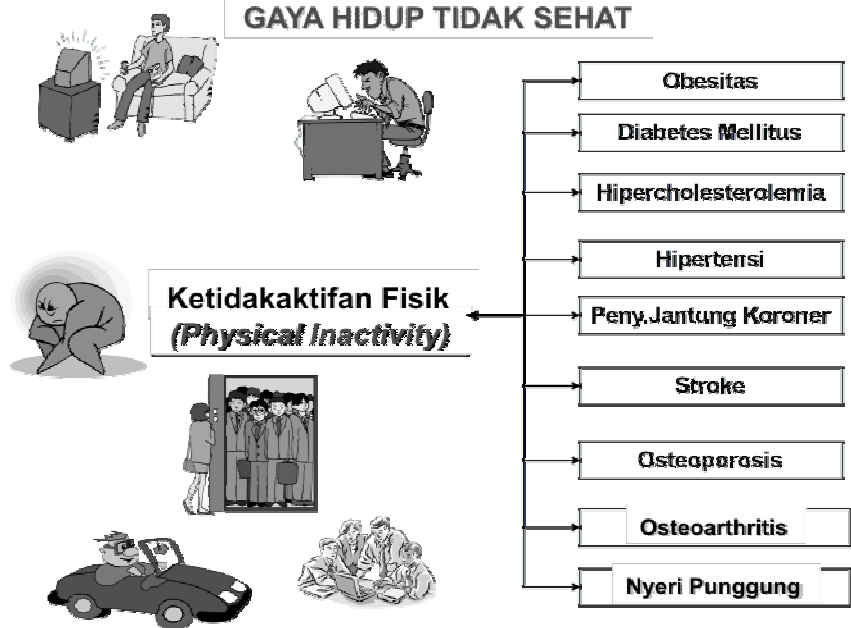 GAYA HIDUP TIDAK SEHAT
Obesitas
Diabetes Mellitus
Hipercholesterolemia
Hipertensi
Ketidakaktifan Fisik
(Physical Inactivity)
Peny.Jantung Koroner
Stroke
Osteoporosis
Osteoarthritis
Nyeri Punggung